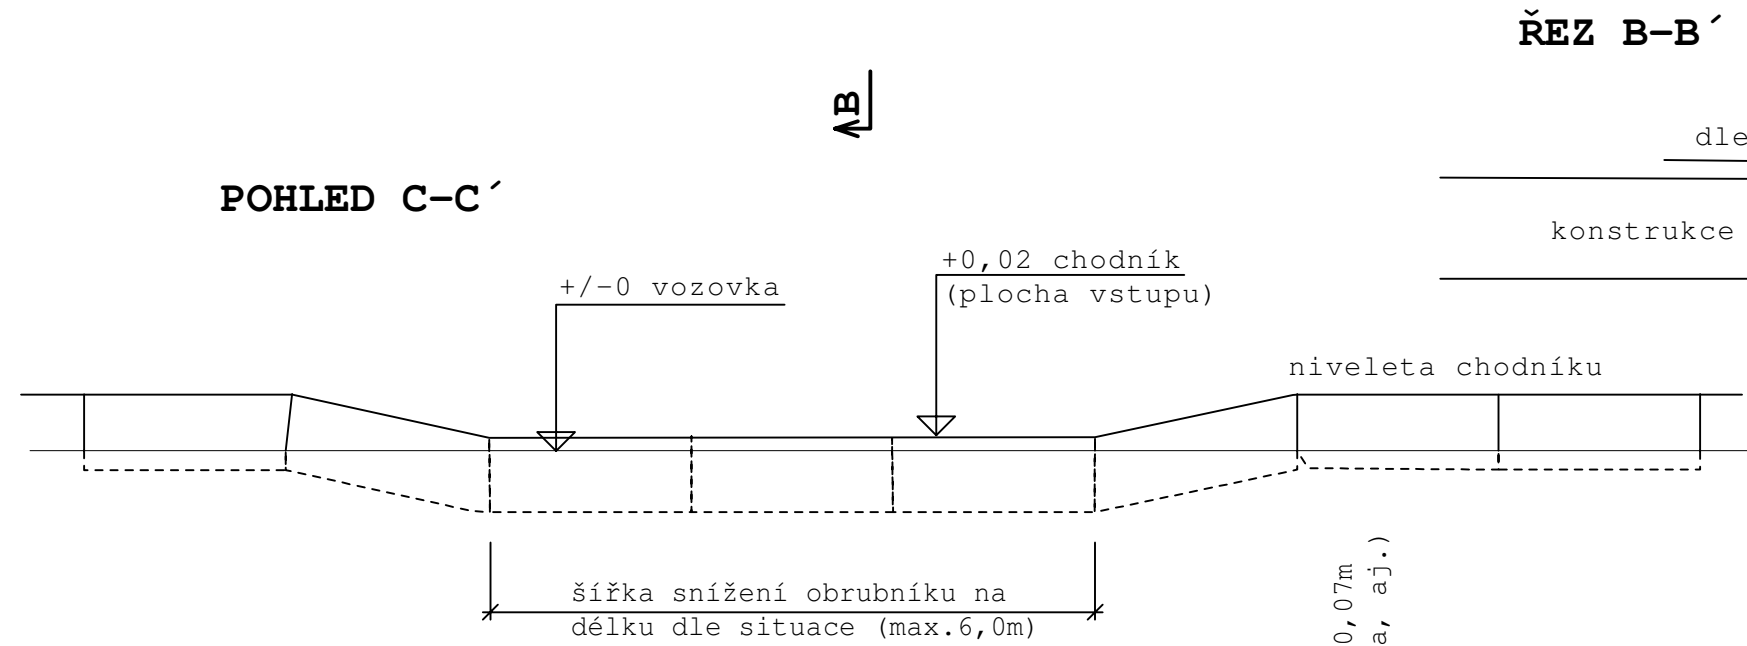 ŘEZ B-B´
B
dle
POHLED C-C´
konstrukce
+0,02 chodník
(plocha vstupu)
+/-0 vozovka
niveleta chodníku
šířka snížení obrubníku na
délku dle situace (max.6,0m)
0,07m
a, aj.)